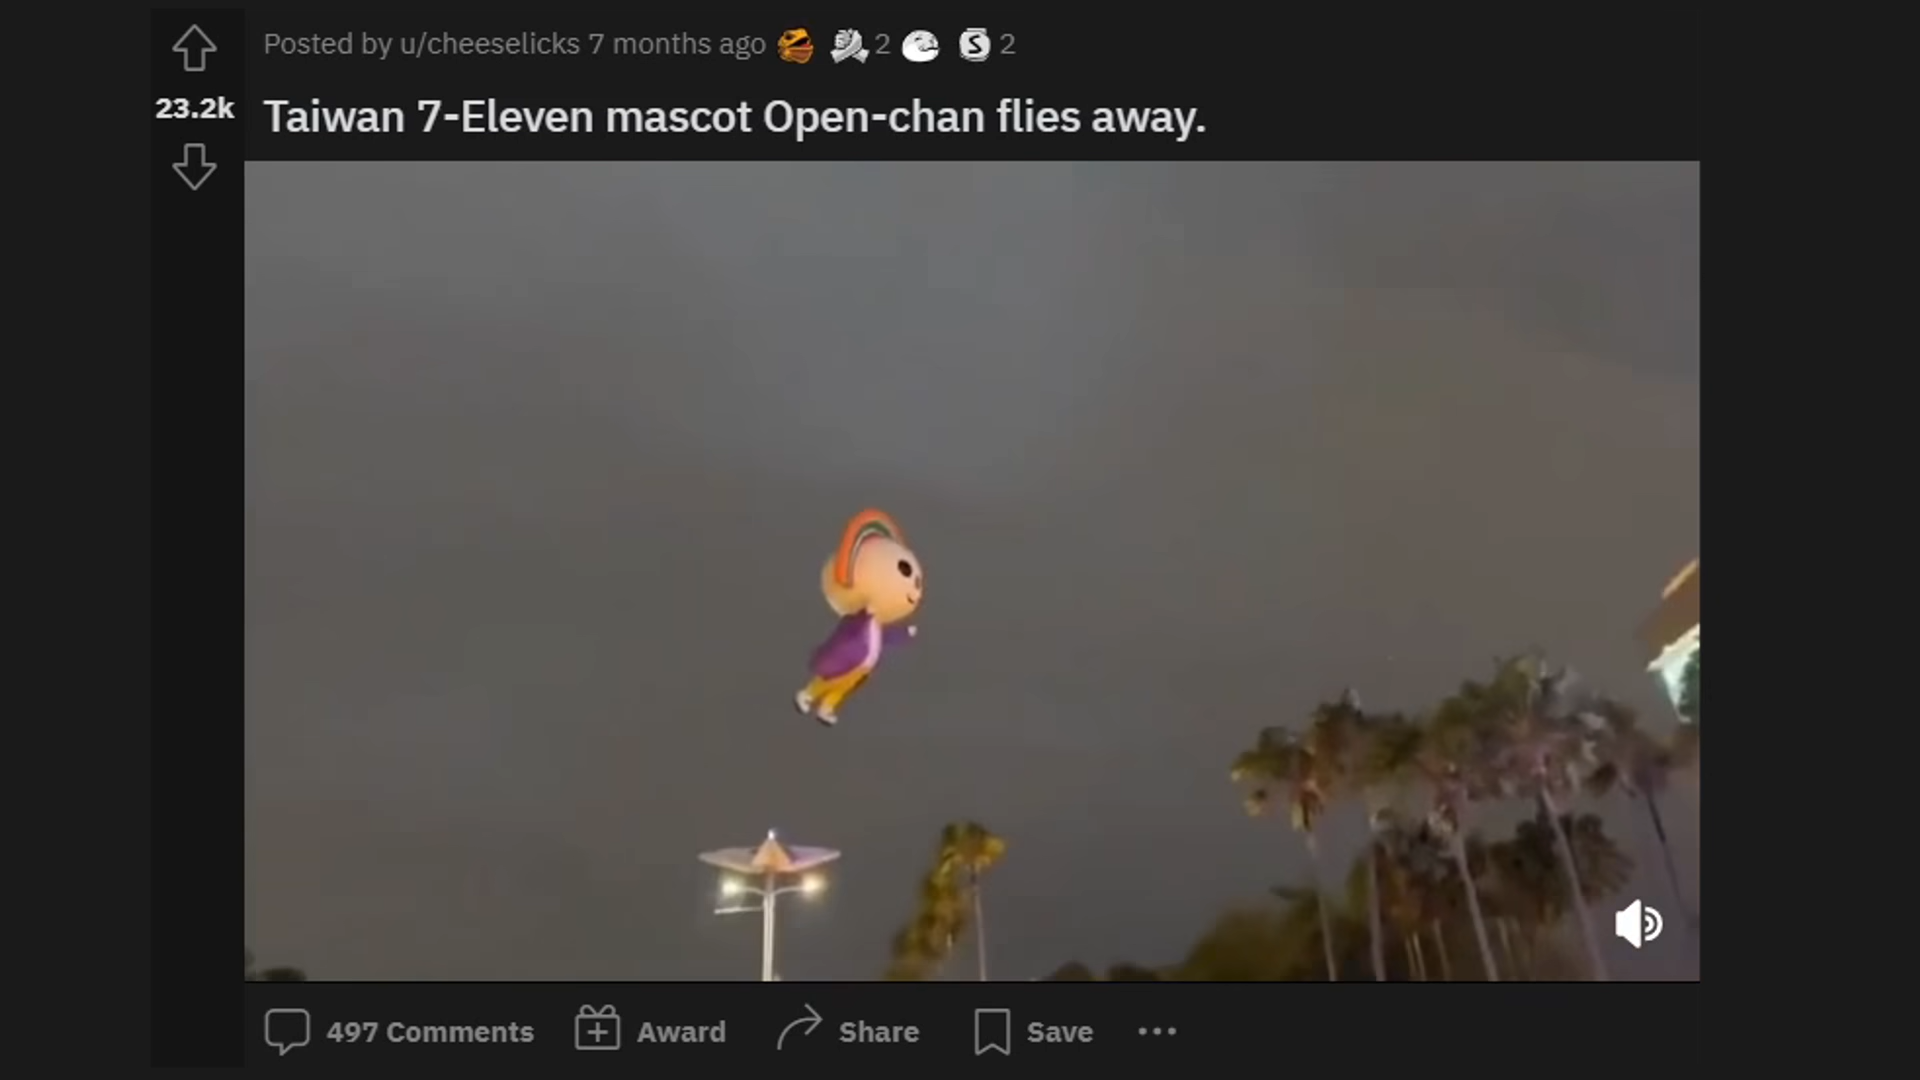 Posted by u/cheeselicks 7 months ago 2 2
23.2k
Taiwan 7-Eleven mascot Open-chan flies away.
497 Comments Award Share Save